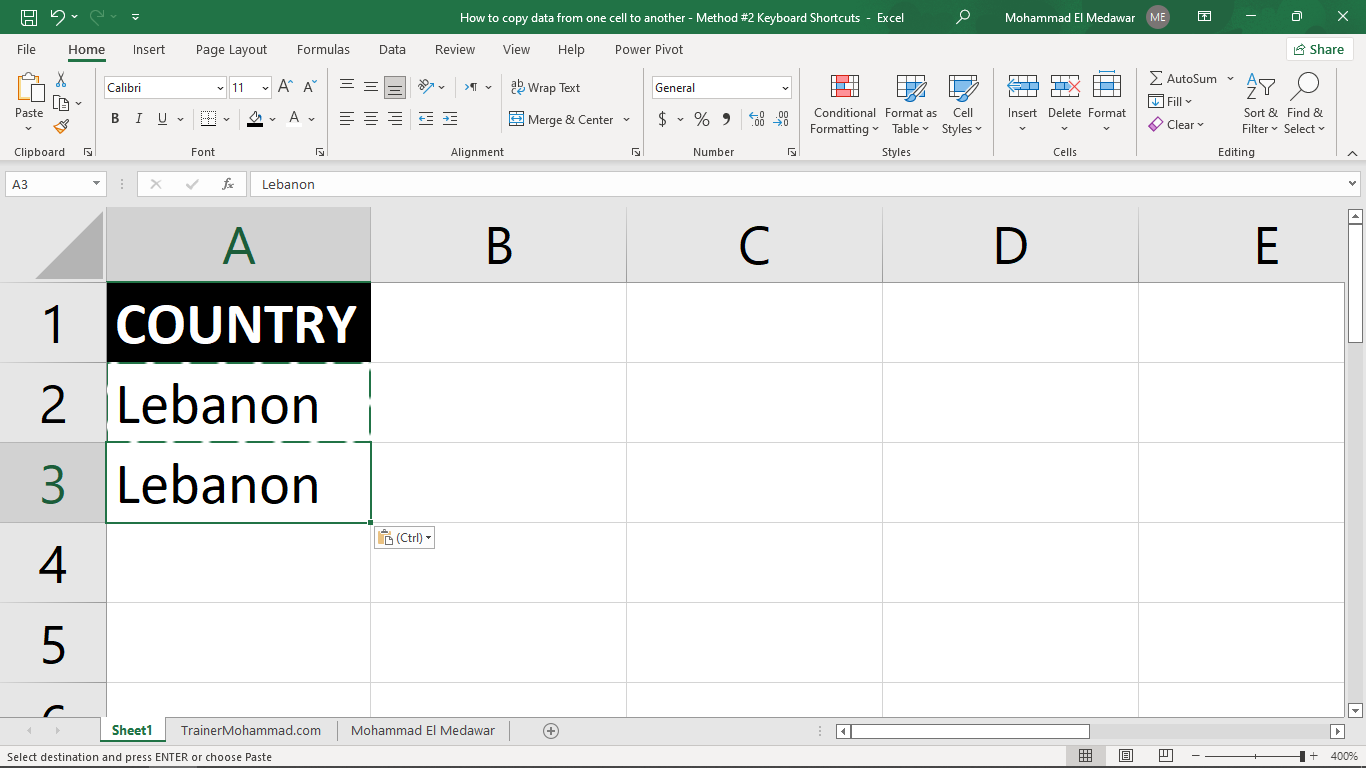 How to copy data from one cell to another - Method #2 Keyboard Shortcuts - Excel
Mohammad El Medawar ME
File Home Insert Page Layout Formulas Data Review View Help Power Pivot Share
Paste
Clipboard
Calibri 11
B I U A
Font
ab Wrap Text
Merge & Center
Alignment
General
$ % 9
Number
Conditional Formatting
Format as Table
Cell Styles
Styles
Insert Delete Format
Cells
AutoSum
Fill
Clear
Sort & Filter
Find & Select
Editing
A3 fx Lebanon
A B C D E
1 COUNTRY
2 Lebanon
3 Lebanon
(Ctrl)
4
5
Sheet1 TrainerMohammad.com Mohammad El Medawar
Select destination and press ENTER or choose Paste 400%